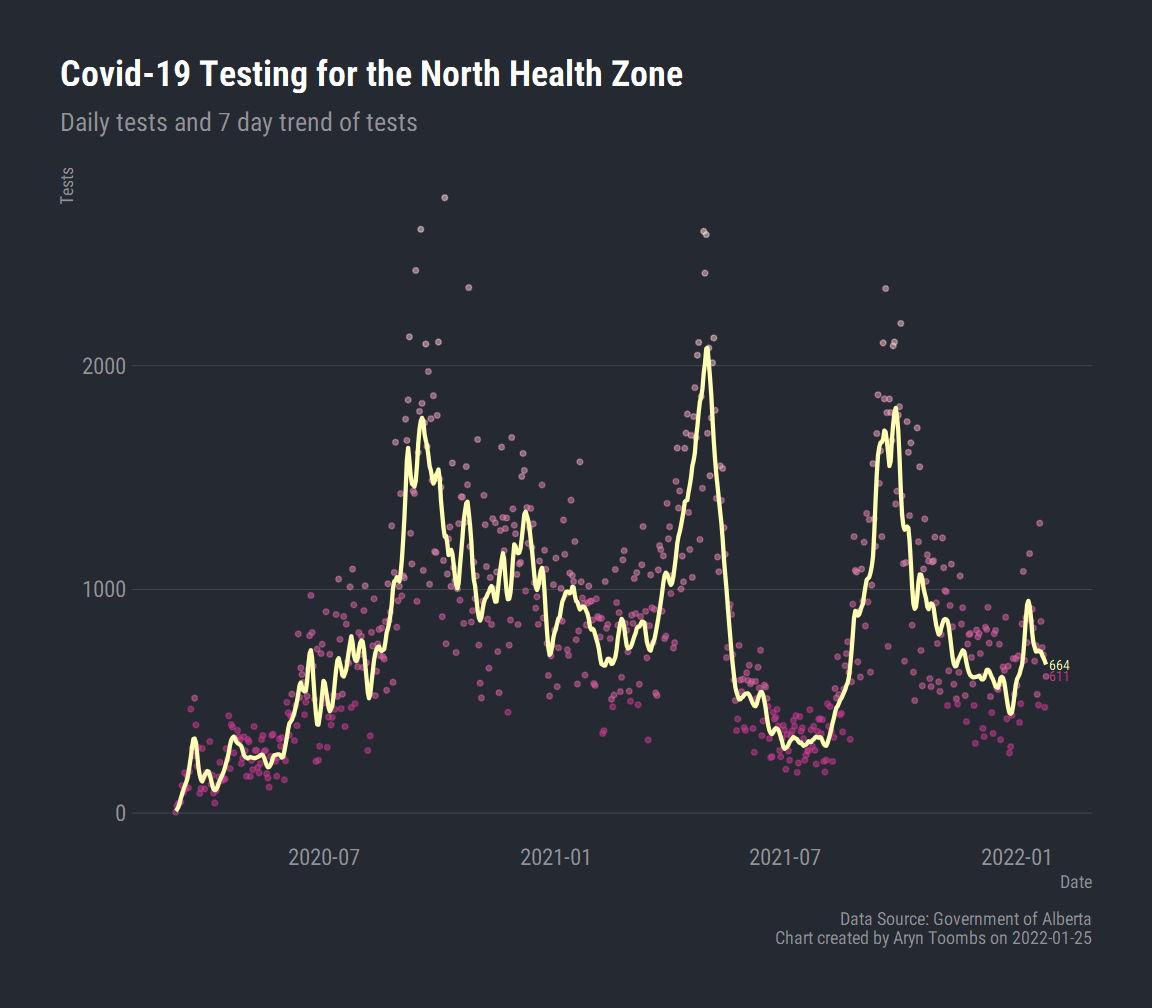 Covid-19 Testing for the North Health Zone
Daily tests and 7 day trend of tests
Tests
2000
1000
0
664
611
2020-07
2021-01
2021-07
2022-01
Date
Data Source: Government of Alberta
Chart created by Aryn Toombs on 2022-01-25